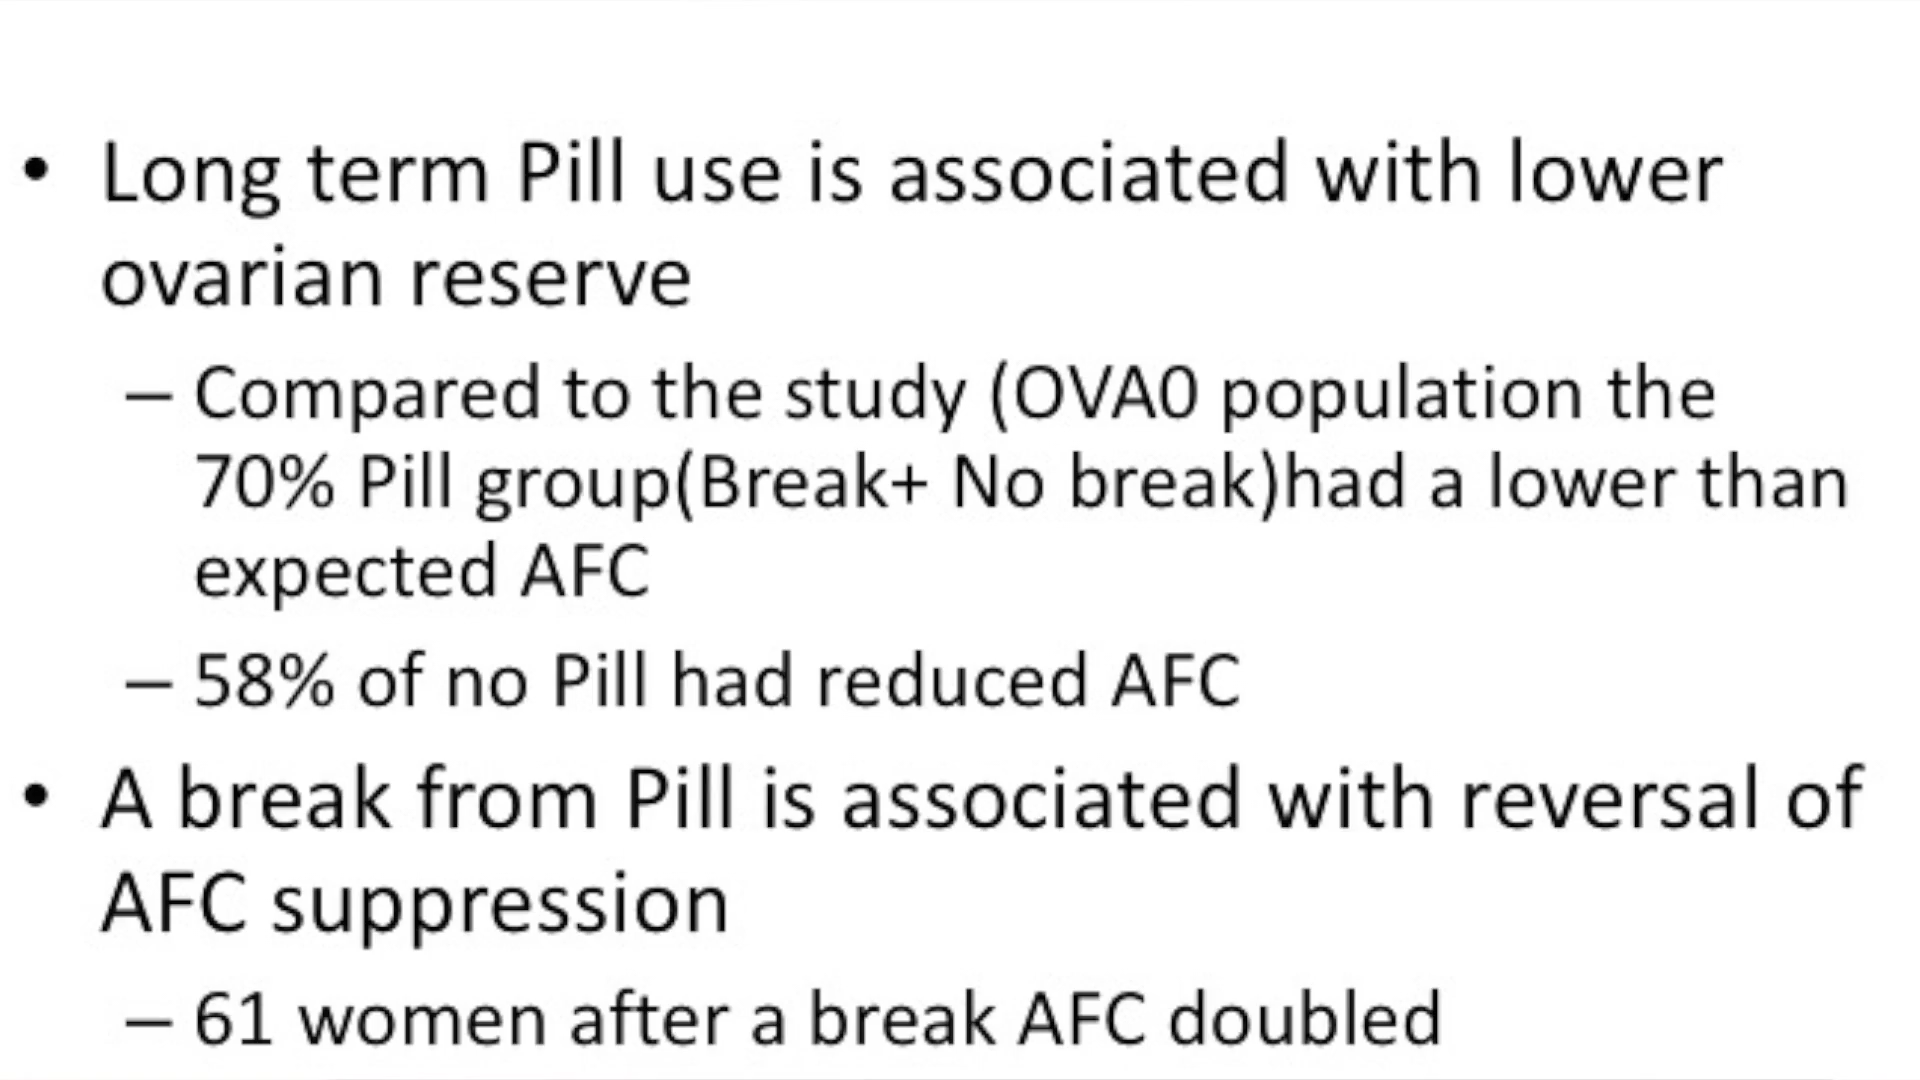 • Long term Pill use is associated with lower
ovarian reserve
– Compared to the study (OVA0 population the
70% Pill group(Break+ No break)had a lower than
expected AFC
– 58% of no Pill had reduced AFC
• A break from Pill is associated with reversal of
AFC suppression
– 61 women after a break AFC doubled